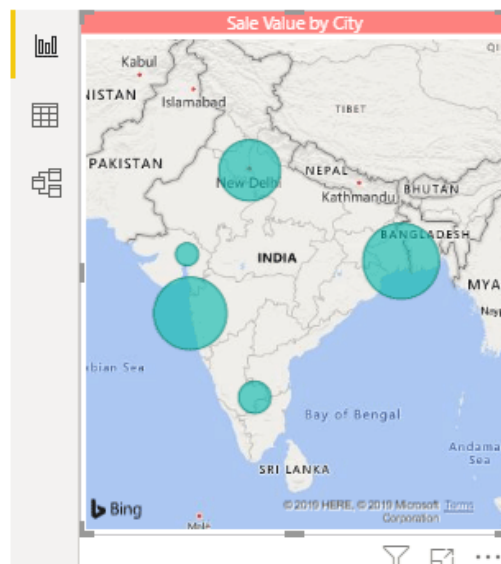 Sale Value by City
Kabul
NISTAN
Islamabad
TIBET
PAKISTAN
New Delhi
NEPAL
Kathmandu
BHUTAN
BANGLADESH
INDIA
MYA
Nay
bian Sea
Bay of Bengal
Andama
Sea
SRI LANKA
Bing
© 2019 HERE, © 2019 Microsoft Terms
Corporation